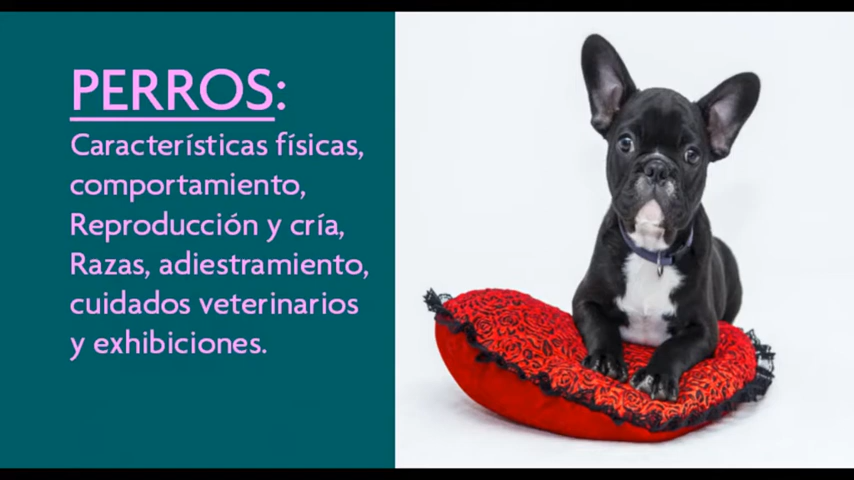 PERROS:
Características físicas,
comportamiento,
Reproducción y cría,
Razas, adiestramiento,
cuidados veterinarios
y exhibiciones.